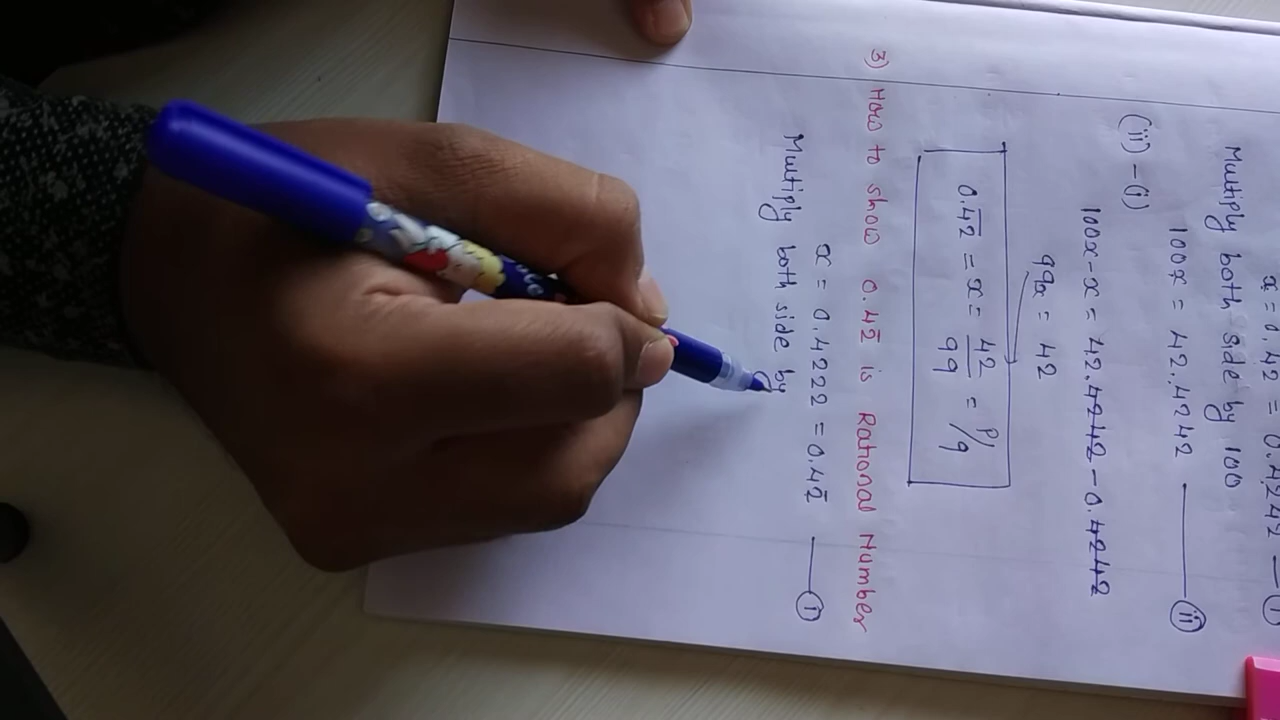 x = 0.42 = 0.4242 — (i)
Multiply both side by 100
100x = 42.4242 — (ii)
(ii) - (i)
100x - x = 42.4242 - 0.4242
99x = 42
0.4̅2̅ = x = 42/99 = P/q
3) How to show 0.42̅ is Rational Number
x = 0.4222 = 0.42̅ — (i)
Multiply both side by